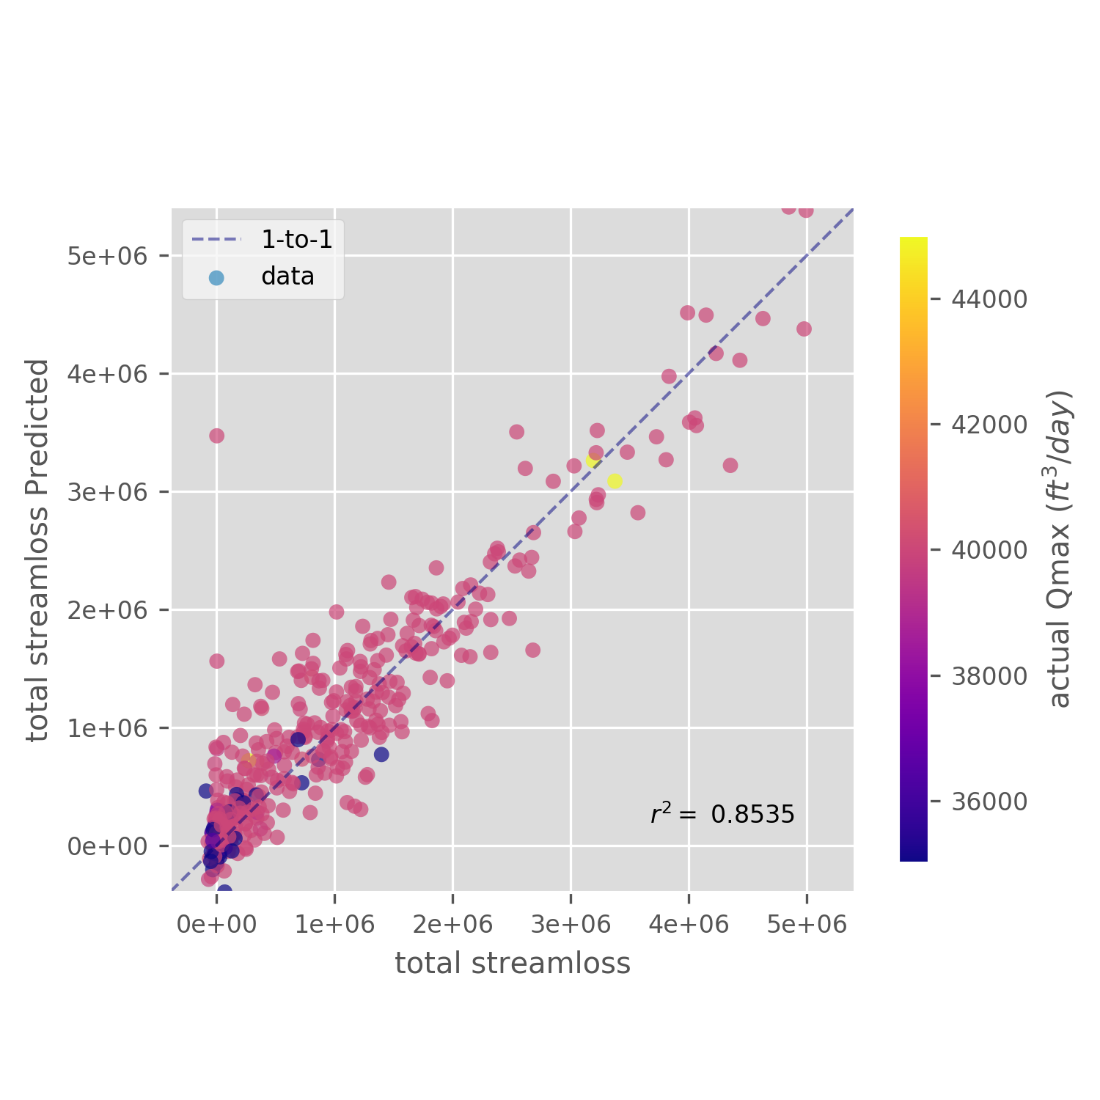 1-to-1
data
5e+06
4e+06
3e+06
2e+06
1e+06
0e+00
0e+00 1e+06 2e+06 3e+06 4e+06 5e+06
total streamloss
total streamloss Predicted
r² = 0.8535
44000
42000
40000
38000
36000
actual Qmax (ft³/day)